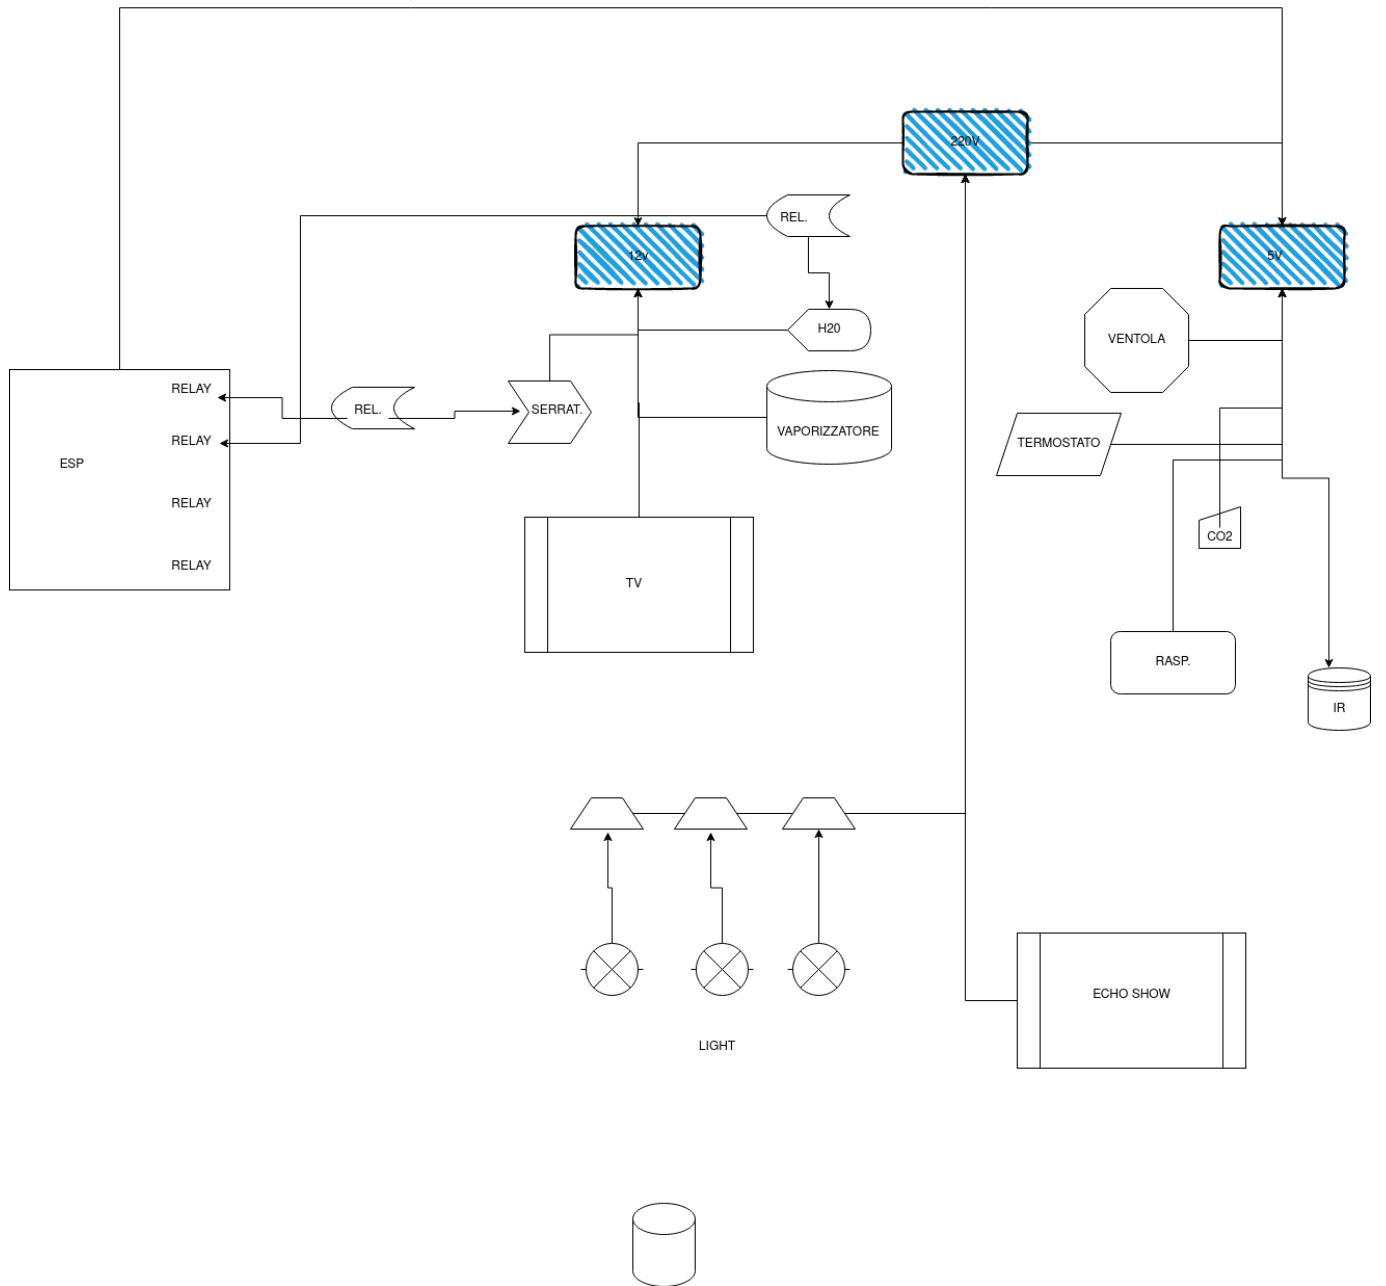 220V
REL.
12v
5V
H20
VENTOLA
RELAY
REL.
SERRAT.
VAPORIZZATORE
RELAY
TERMOSTATO
ESP
RELAY
CO2
RELAY
TV
RASP.
IR
ECHO SHOW
LIGHT